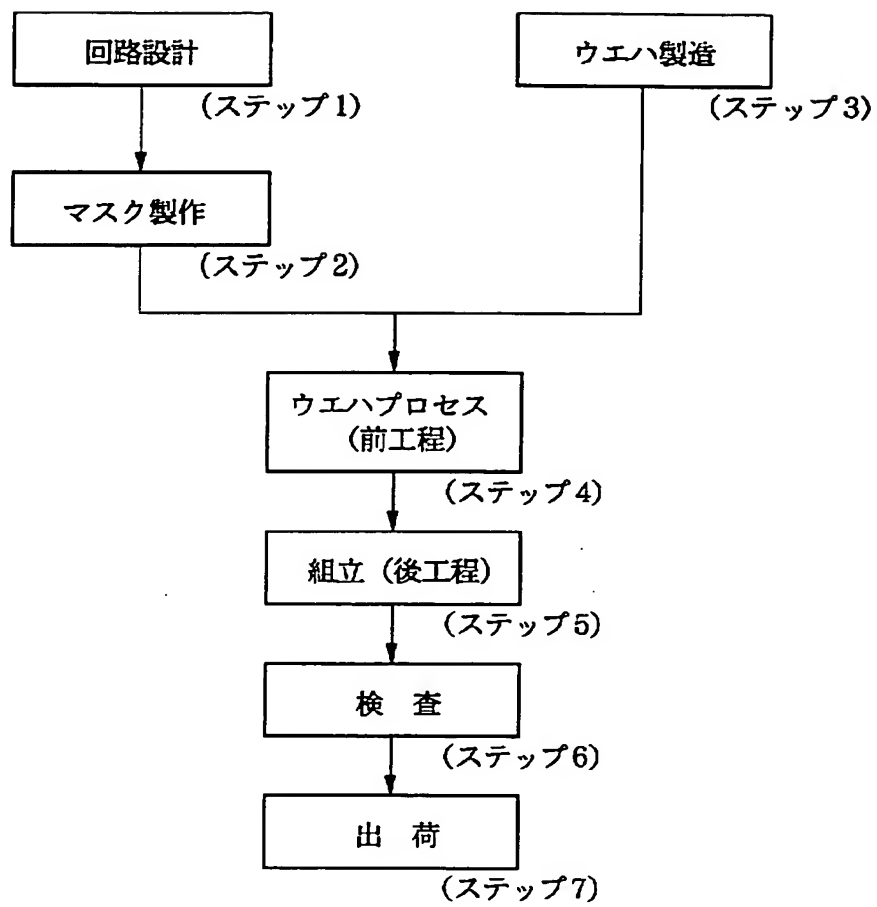 回路設計
ウエハ製造
(ステップ1)
(ステップ3)
マスク製作
(ステップ2)
ウエハプロセス
(前工程)
(ステップ4)
組立(後工程)
(ステップ5)
検 査
(ステップ6)
出 荷
(ステップ7)